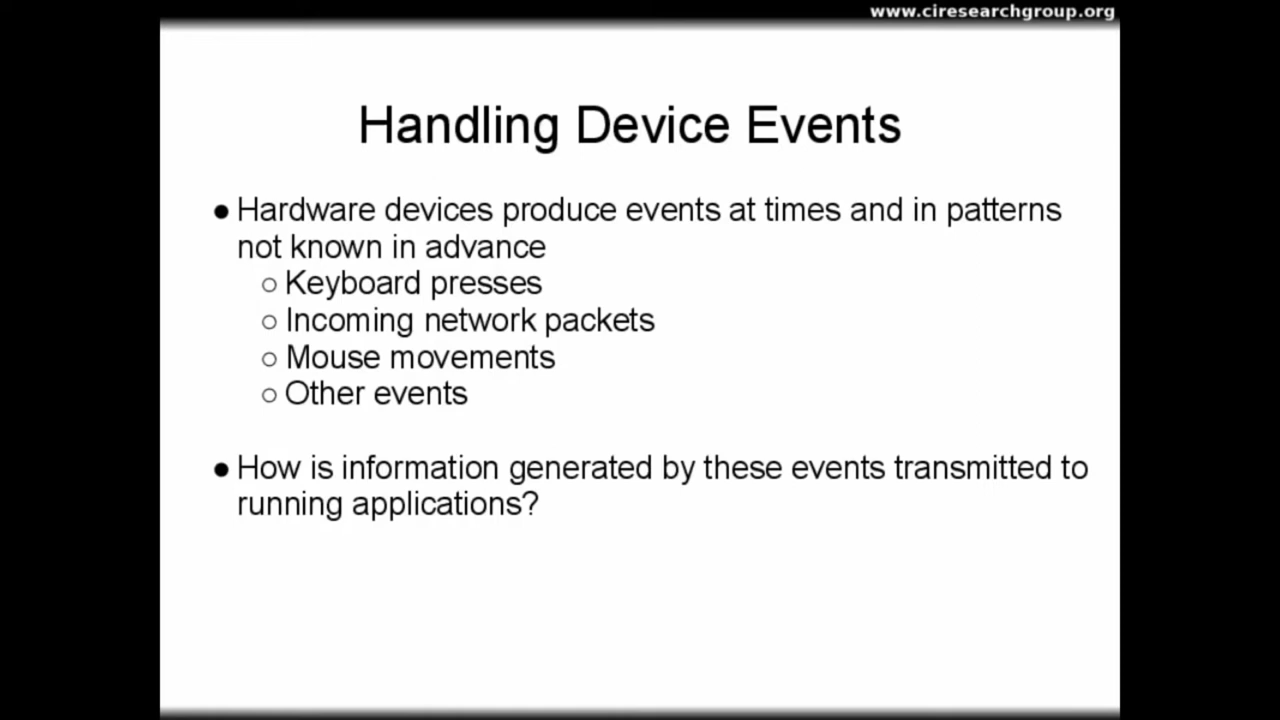 www.ciresearchgroup.org
Handling Device Events
● Hardware devices produce events at times and in patterns
not known in advance
○ Keyboard presses
○ Incoming network packets
○ Mouse movements
○ Other events
● How is information generated by these events transmitted to
running applications?